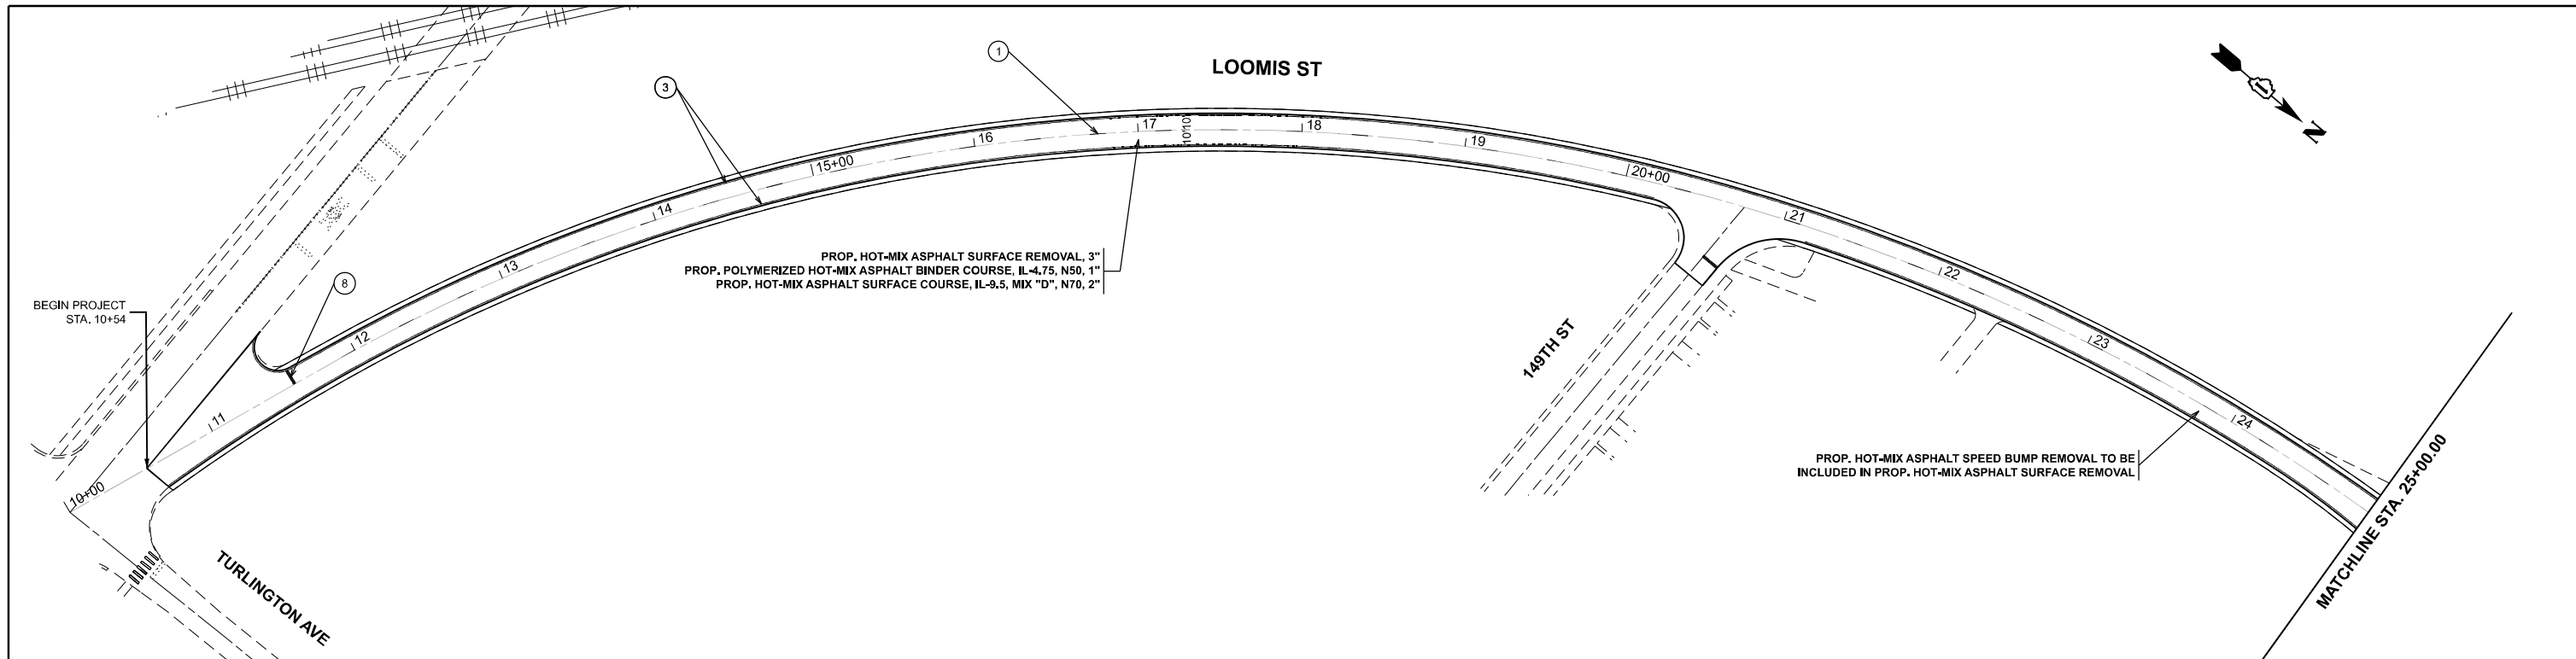 LOOMIS ST
1
3
8
N
BEGIN PROJECT
STA. 10+54
10+00
11
12
13
14
15+00
16
17
10'
10'
18
19
20+00
21
22
23
24
PROP. HOT-MIX ASPHALT SURFACE REMOVAL, 3"
PROP. POLYMERIZED HOT-MIX ASPHALT BINDER COURSE, IL-4.75, N50, 1"
PROP. HOT-MIX ASPHALT SURFACE COURSE, IL-9.5, MIX "D", N70, 2"
149TH ST
PROP. HOT-MIX ASPHALT SPEED BUMP REMOVAL TO BE
INCLUDED IN PROP. HOT-MIX ASPHALT SURFACE REMOVAL
MATCHLINE STA. 25+00.00
TURLINGTON AVE